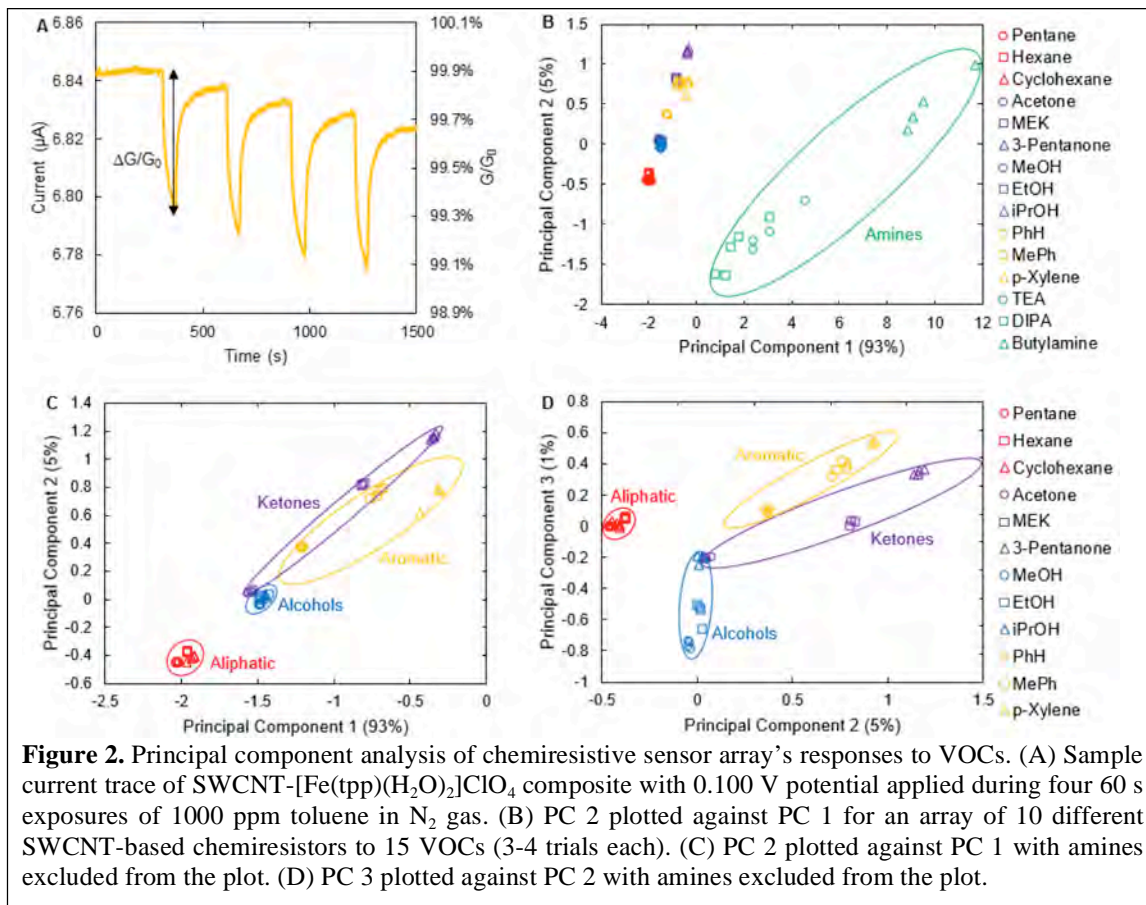 A
6.86
6.84
6.82
6.80
6.78
6.76
Current (µA)
ΔG/G0
100.1%
99.9%
99.7%
99.5%
99.3%
99.1%
98.9%
G/G0
0
500
1000
1500
Time (s)
B
2
1.5
1
0.5
0
-0.5
-1
-1.5
-2
Principal Component 2 (5%)
Amines
-4
-2
0
2
4
6
8
10
12
Principal Component 1 (93%)
Pentane
Hexane
Cyclohexane
Acetone
MEK
3-Pentanone
MeOH
EtOH
iPrOH
PhH
MePh
p-Xylene
TEA
DIPA
Butylamine
C
1.4
1.2
1
0.8
0.6
0.4
0.2
0
-0.2
-0.4
-0.6
Principal Component 2 (5%)
Ketones
Aromatic
Alcohols
Aliphatic
-2.5
-2
-1.5
-1
-0.5
0
Principal Component 1 (93%)
D
0.8
0.6
0.4
0.2
0
-0.2
-0.4
-0.6
-0.8
-1
Principal Component 3 (1%)
Aromatic
Aliphatic
Ketones
Alcohols
-0.5
0
0.5
1
1.5
Principal Component 2 (5%)
Pentane
Hexane
Cyclohexane
Acetone
MEK
3-Pentanone
MeOH
EtOH
iPrOH
PhH
MePh
p-Xylene
Figure 2. Principal component analysis of chemiresistive sensor array's responses to VOCs. (A) Sample
current trace of SWCNT-[Fe(tpp)(H2O)2]ClO4 composite with 0.100 V potential applied during four 60 s
exposures of 1000 ppm toluene in N2 gas. (B) PC 2 plotted against PC 1 for an array of 10 different
SWCNT-based chemiresistors to 15 VOCs (3-4 trials each). (C) PC 2 plotted against PC 1 with amines
excluded from the plot. (D) PC 3 plotted against PC 2 with amines excluded from the plot.